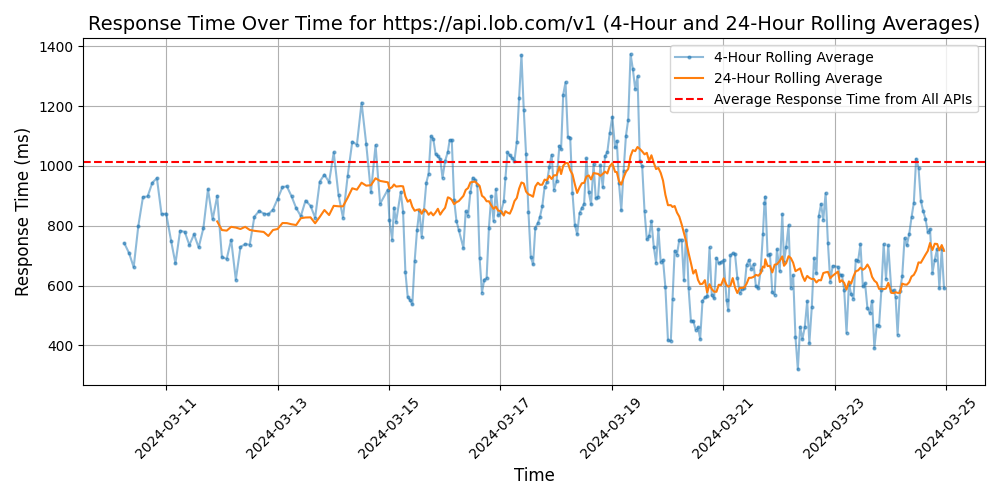 Response Time Over Time for https://api.lob.com/v1 (4-Hour and 24-Hour Rolling Averages)
4-Hour Rolling Average
24-Hour Rolling Average
Average Response Time from All APIs
Response Time (ms)
1400
1200
1000
800
600
400
2024-03-11
2024-03-13
2024-03-15
2024-03-17
2024-03-19
2024-03-21
2024-03-23
2024-03-25
Time